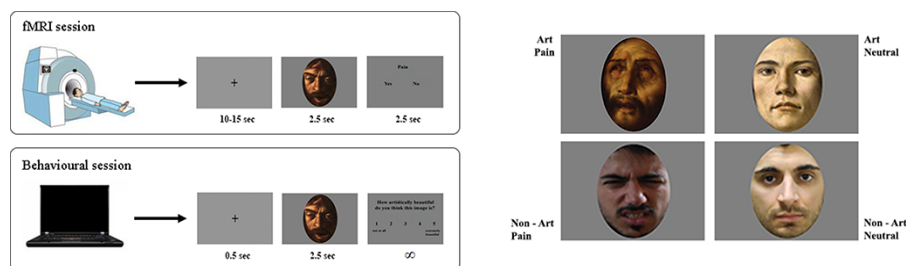 fMRI session
+
Pain
Yes No
10-15 sec 2.5 sec 2.5 sec
Behavioural session
+
How artistically beautiful
do you think this image is?
1 2 3 4 5
not at all extremely
beautiful
0.5 sec 2.5 sec ∞
Art
Pain
Art
Neutral
Non - Art
Pain
Non - Art
Neutral